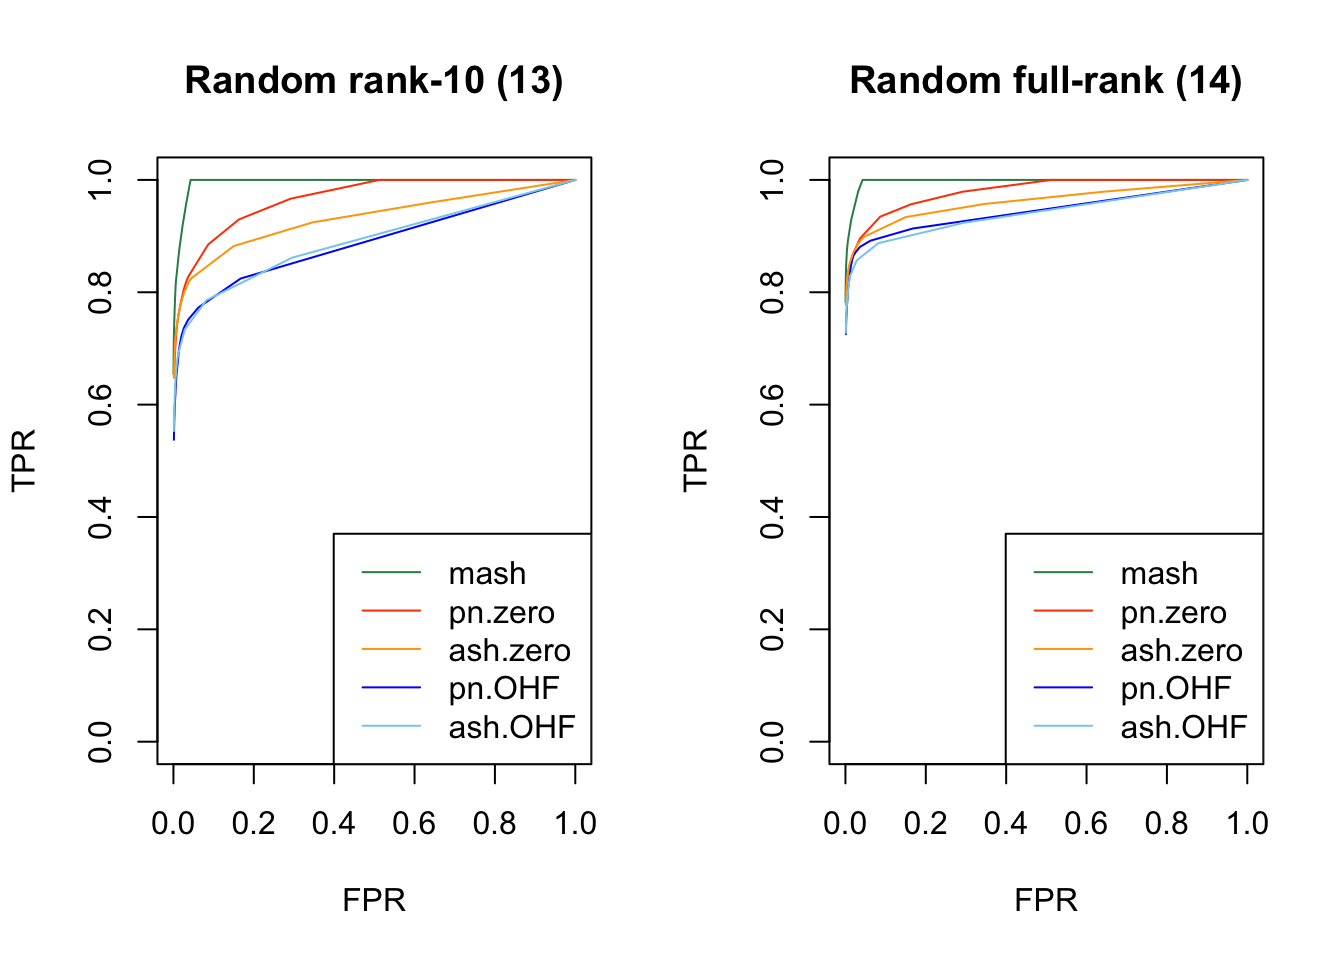 Random rank-10 (13)
TPR
1.0
0.8
0.6
0.4
0.2
0.0
mash
pn.zero
ash.zero
pn.OHF
ash.OHF
0.0 0.2 0.4 0.6 0.8 1.0
FPR
Random full-rank (14)
TPR
1.0
0.8
0.6
0.4
0.2
0.0
mash
pn.zero
ash.zero
pn.OHF
ash.OHF
0.0 0.2 0.4 0.6 0.8 1.0
FPR